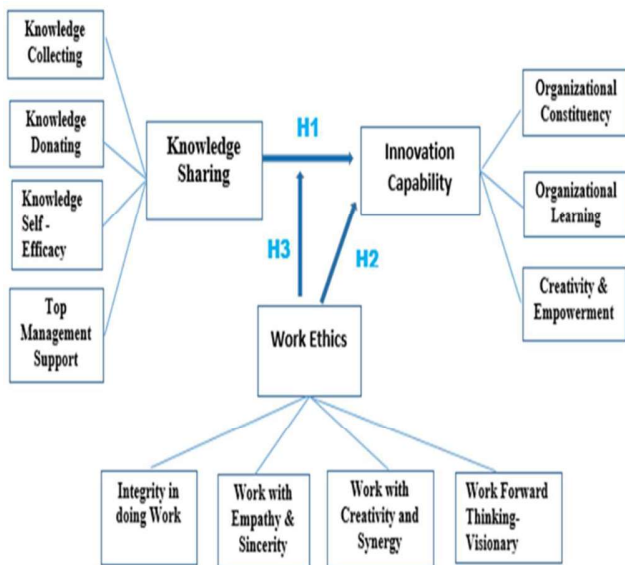 Knowledge
Collecting
Knowledge
Donating
Knowledge
Self -
Efficacy
Top
Management
Support
Knowledge
Sharing
H1
H3
H2
Innovation
Capability
Organizational
Constituency
Organizational
Learning
Creativity &
Empowerment
Work Ethics
Integrity in
doing Work
Work with
Empathy &
Sincerity
Work with
Creativity and
Synergy
Work Forward
Thinking-
Visionary